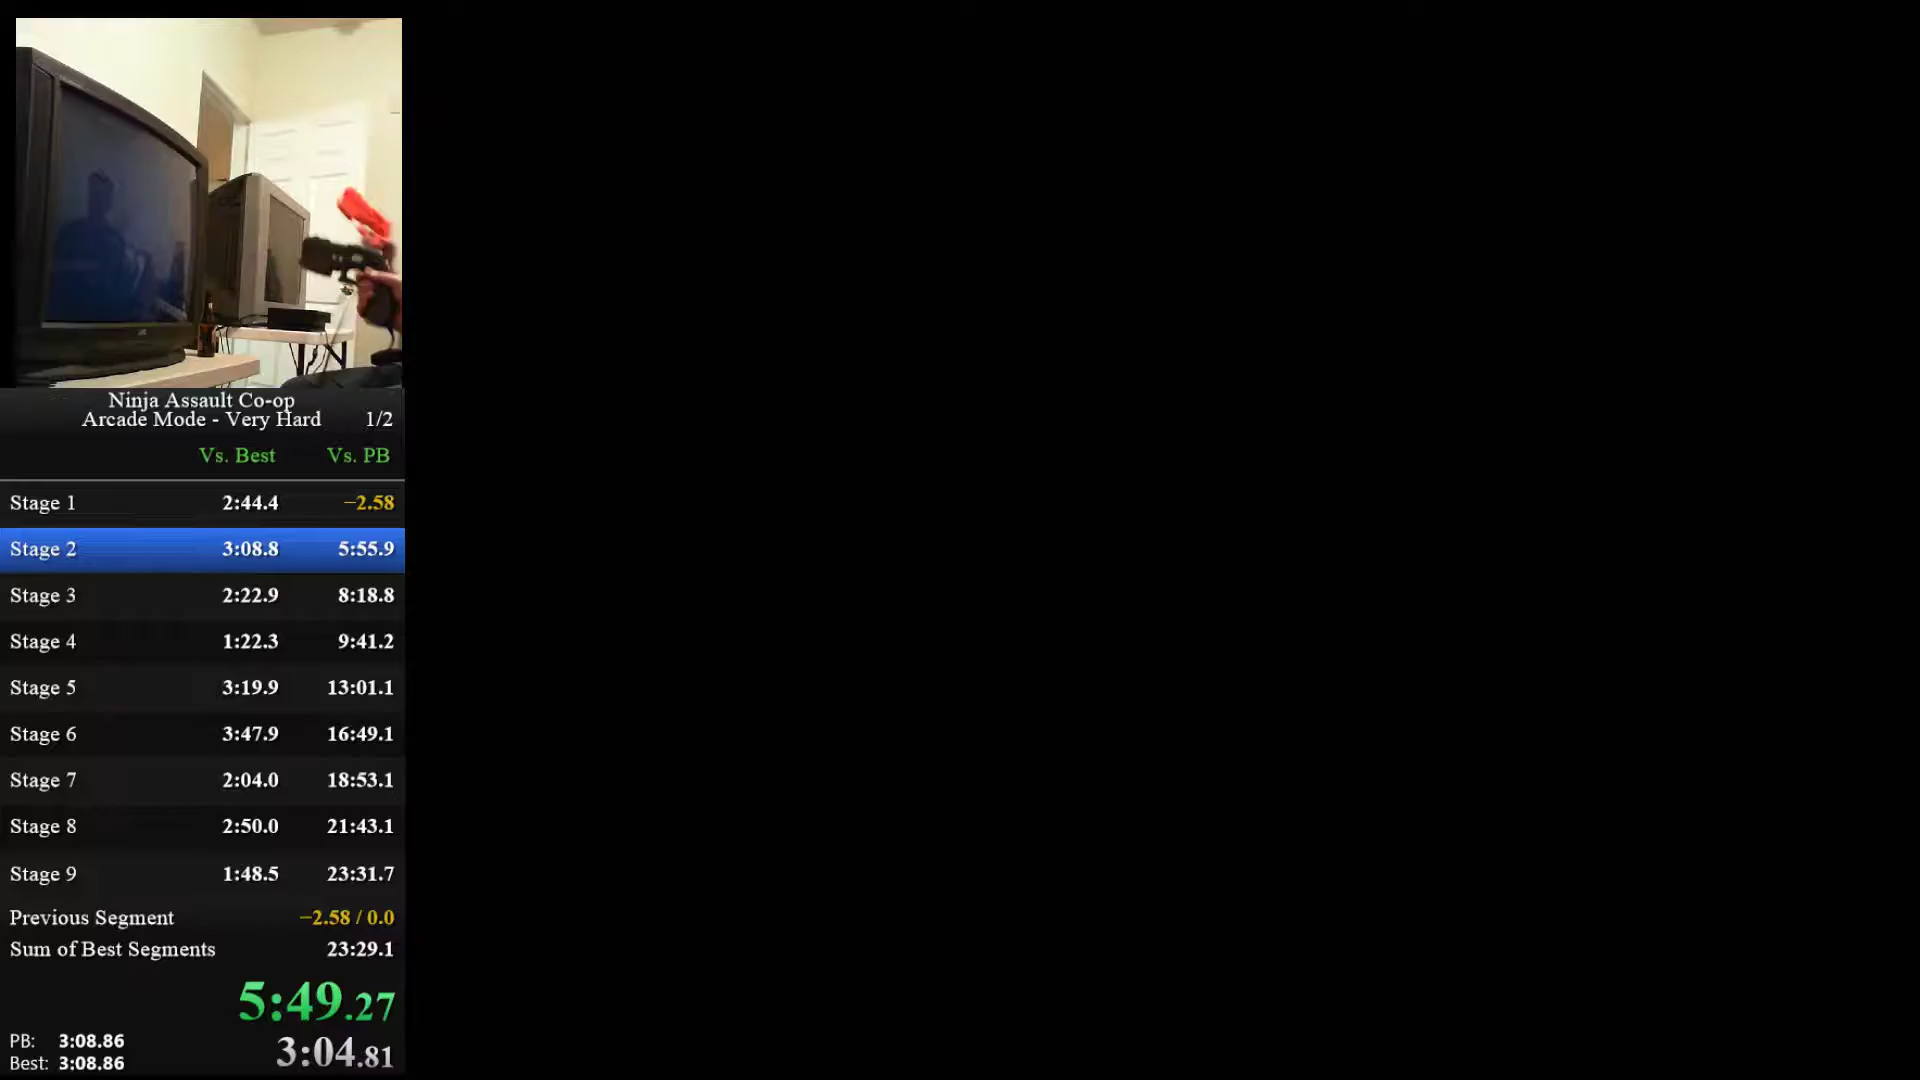 Ninja Assault Co-op
Arcade Mode - Very Hard 1/2
Vs. Best Vs. PB
Stage 1 2:44.4 −2.58
Stage 2 3:08.8 5:55.9
Stage 3 2:22.9 8:18.8
Stage 4 1:22.3 9:41.2
Stage 5 3:19.9 13:01.1
Stage 6 3:47.9 16:49.1
Stage 7 2:04.0 18:53.1
Stage 8 2:50.0 21:43.1
Stage 9 1:48.5 23:31.7
Previous Segment −2.58 / 0.0
Sum of Best Segments 23:29.1
5:49.27
PB: 3:08.86
Best: 3:08.86
3:04.81